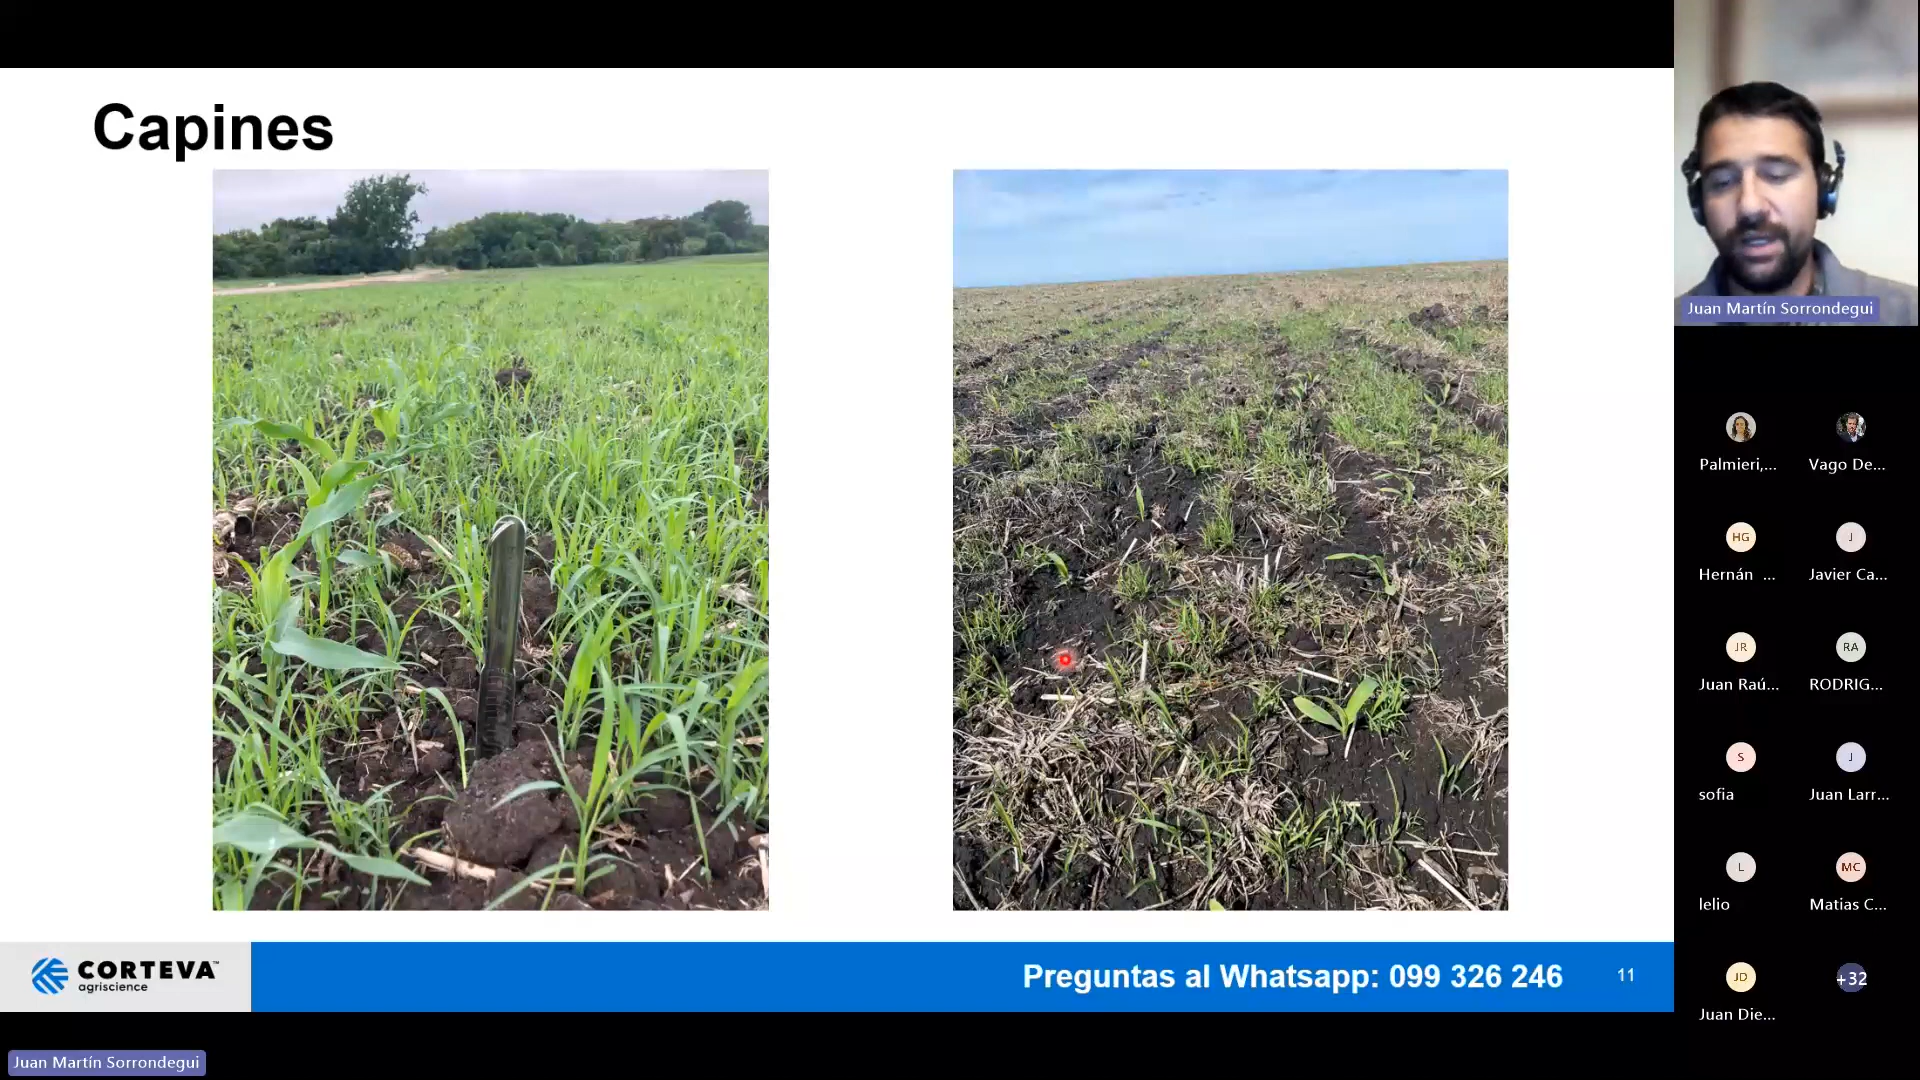 Capines
CORTEVA™
agriscience
Preguntas al Whatsapp: 099 326 246
11
Juan Martín Sorrondegui
Palmieri,...
Vago De...
HG
J
Hernán ...
Javier Ca...
JR
RA
Juan Raú...
RODRIG...
S
J
sofia
Juan Larr...
L
MC
lelio
Matias C...
JD
+32
Juan Die...
Juan Martín Sorrondegui